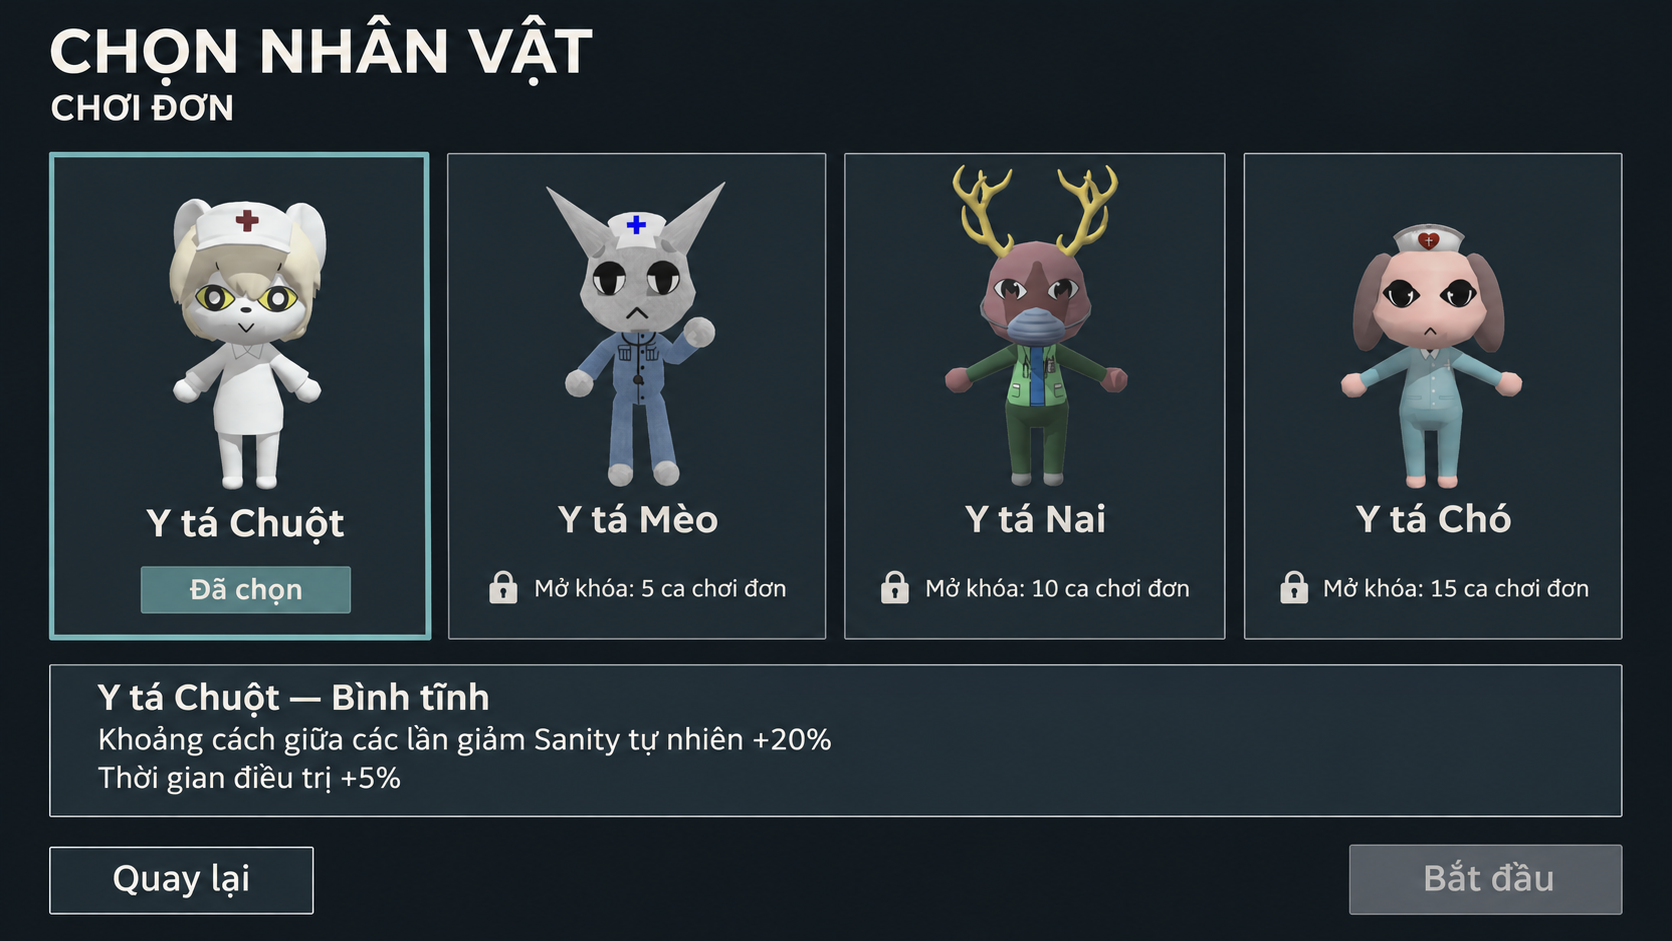 CHỌN NHÂN VẬT
CHƠI ĐƠN
Y tá Chuột
Đã chọn
Y tá Mèo
Mở khóa: 5 ca chơi đơn
Y tá Nai
Mở khóa: 10 ca chơi đơn
Y tá Chó
Mở khóa: 15 ca chơi đơn
Y tá Chuột — Bình tĩnh
Khoảng cách giữa các lần giảm Sanity tự nhiên +20%
Thời gian điều trị +5%
Quay lại
Bắt đầu